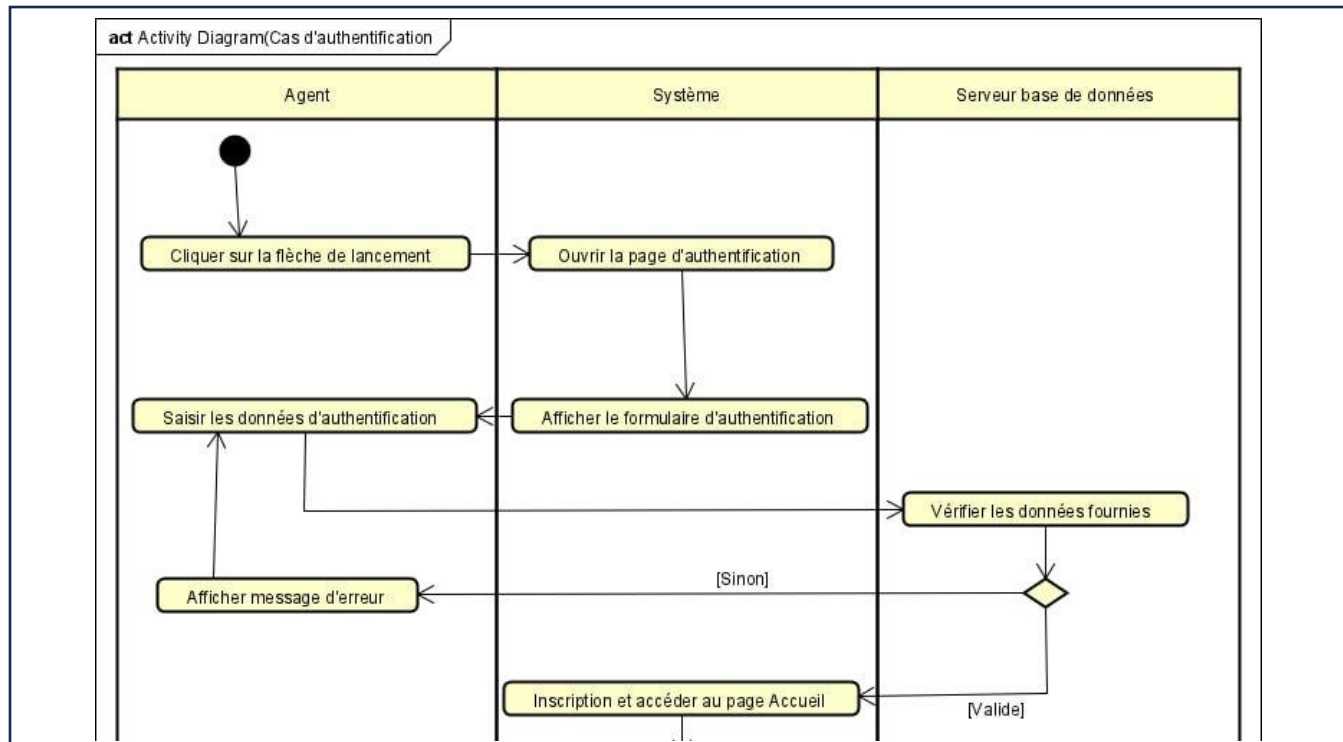 act Activity Diagram(Cas d'authentification
Agent
Système
Serveur base de données
Cliquer sur la flèche de lancement
Ouvrir la page d'authentification
Saisir les données d'authentification
Afficher le formulaire d'authentification
Vérifier les données fournies
[Sinon]
Afficher message d'erreur
Inscription et accéder au page Accueil
[Valide]